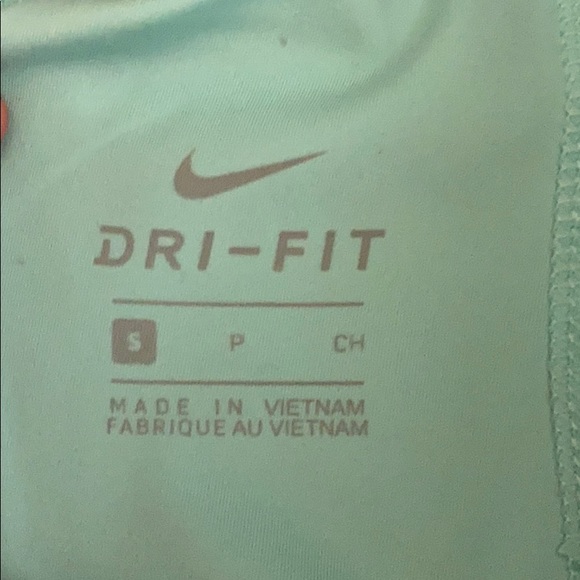 DRI-FIT
S P CH
MADE IN VIETNAM
FABRIQUE AU VIETNAM